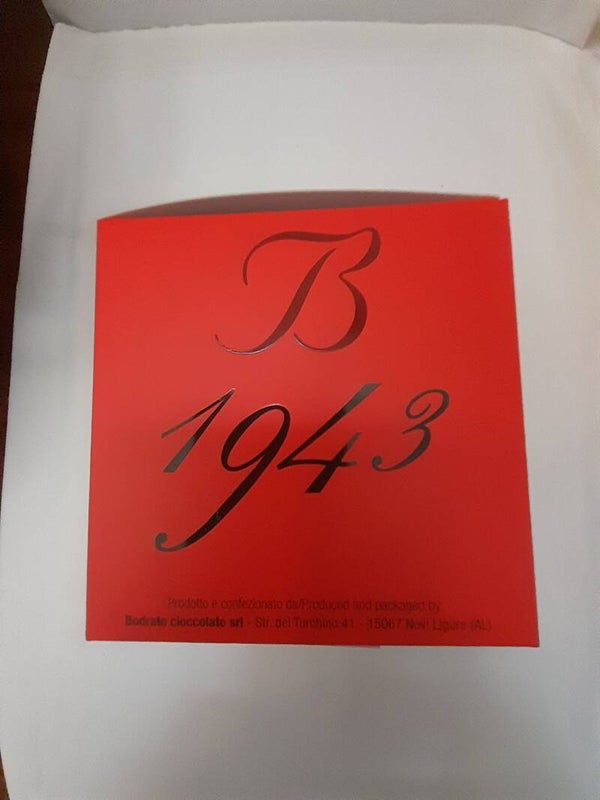 B
1943
Prodotto e confezionato da/Produced and packaged by
Bodrato cioccolato srl - Str. del Turchino 41 - 15067 Novi Ligure (AL)